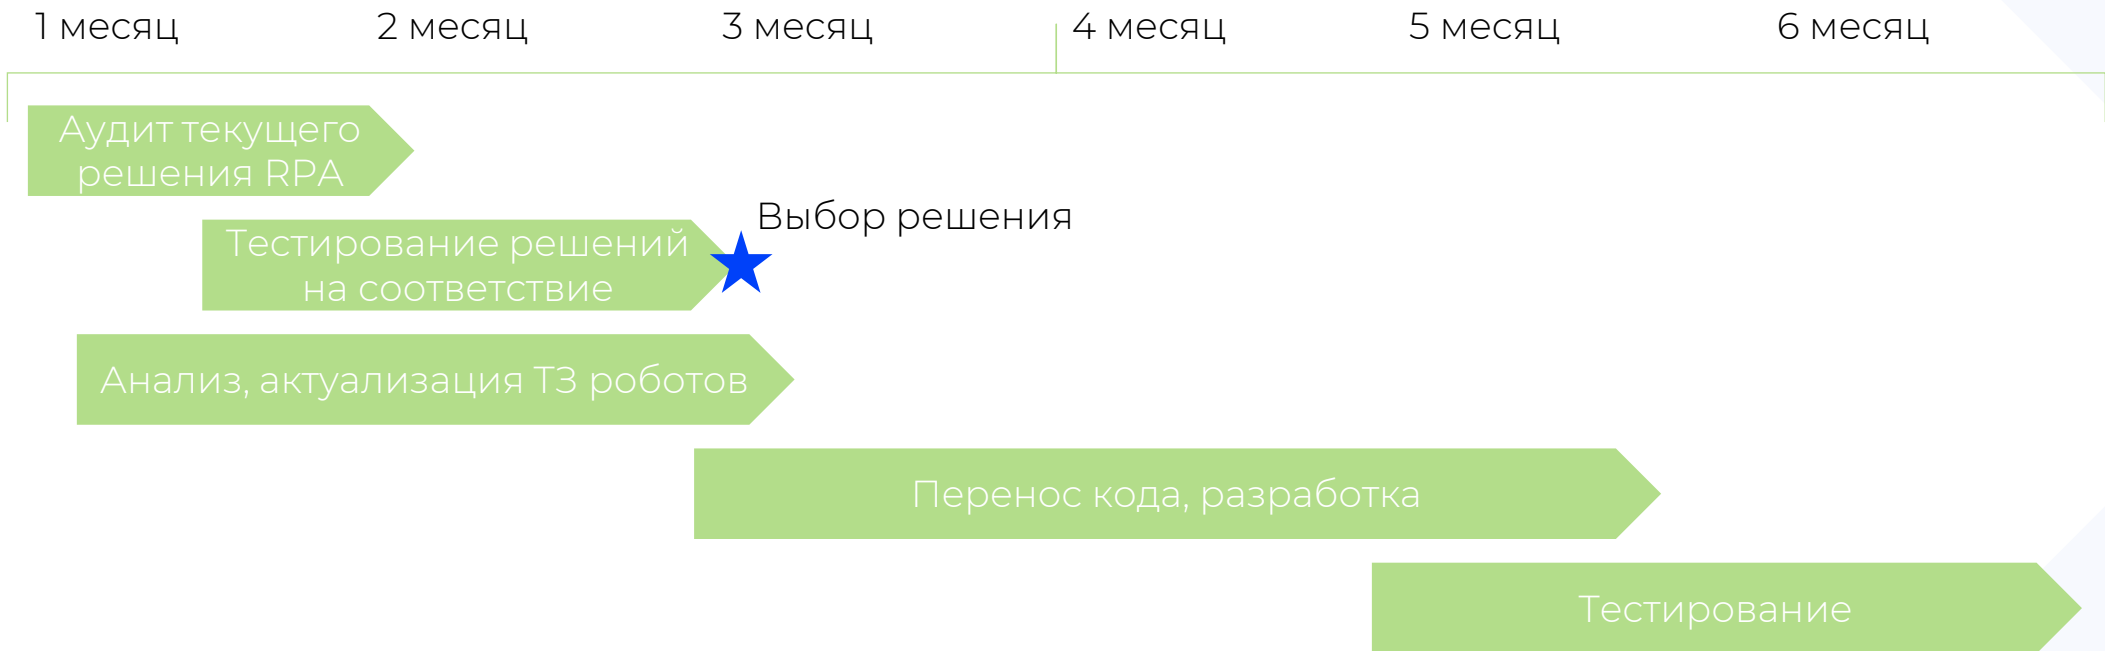 1 месяц
2 месяц
3 месяц
4 месяц
5 месяц
6 месяц
Аудит текущего
решения RPA
Выбор решения
Тестирование решений
на соответствие
Анализ, актуализация ТЗ роботов
Перенос кода, разработка
Тестирование